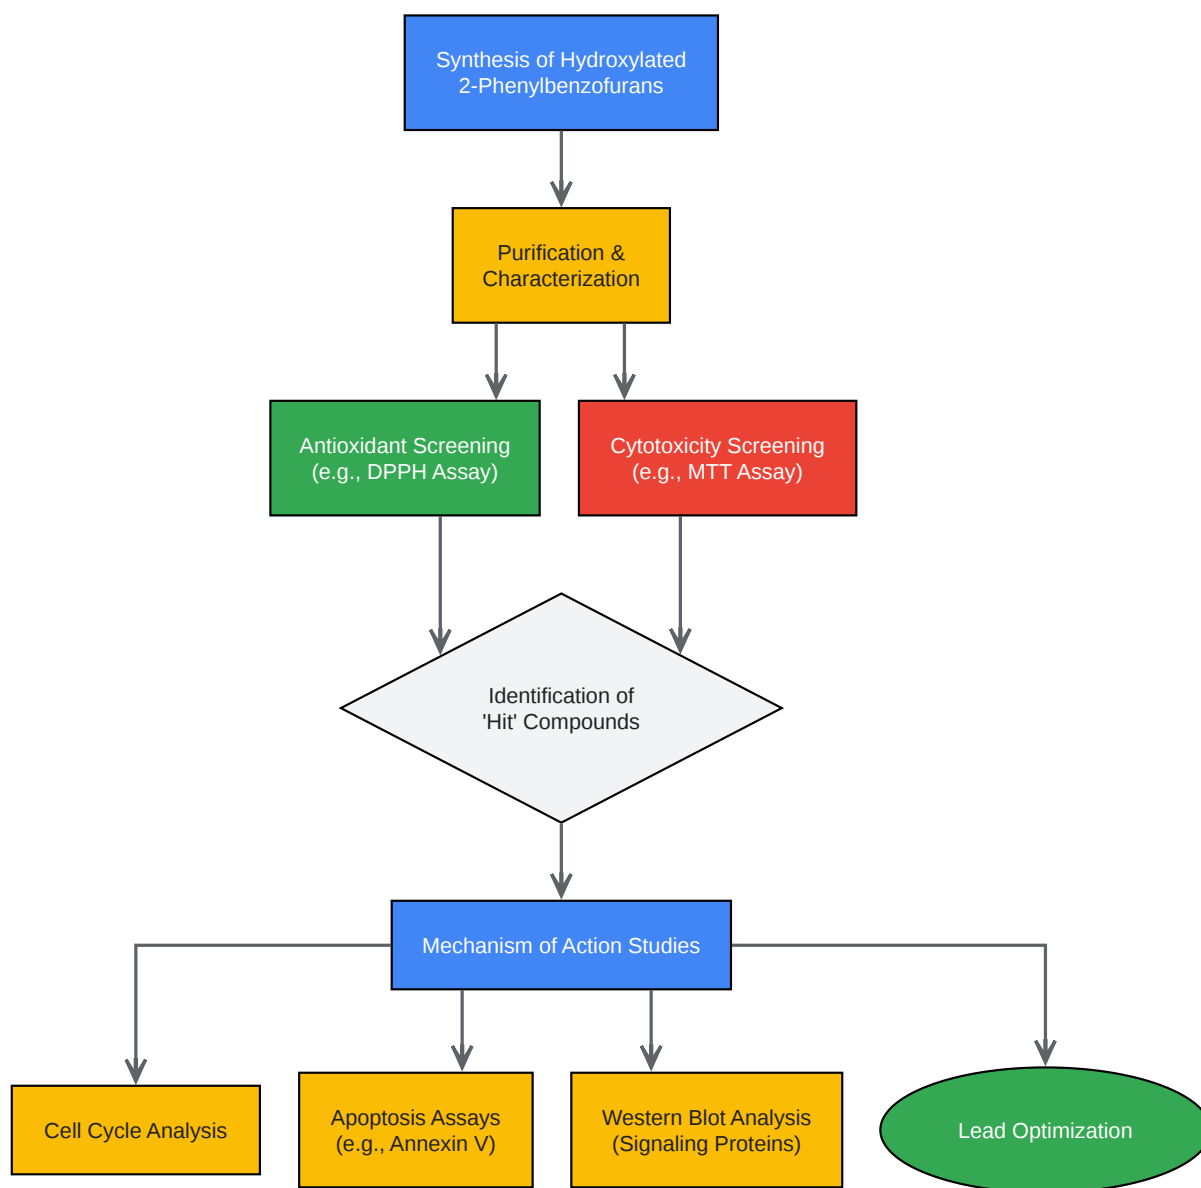 Synthesis of Hydroxylated
2-Phenylbenzofurans
Purification &
Characterization
Antioxidant Screening
(e.g., DPPH Assay)
Cytotoxicity Screening
(e.g., MTT Assay)
Identification of
'Hit' Compounds
Mechanism of Action Studies
Cell Cycle Analysis
Apoptosis Assays
(e.g., Annexin V)
Western Blot Analysis
(Signaling Proteins)
Lead Optimization